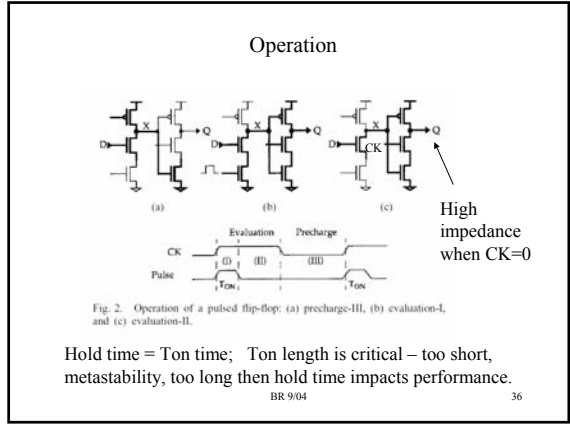 Operation
X
Q
D
X
Q
D
X
Q
D
CK
(a)
(b)
(c)
High
impedance
when CK=0
Evaluation
Precharge
CK
(I)
(II)
(III)
Pulse
TON
TON
Fig. 2. Operation of a pulsed flip-flop: (a) precharge-III, (b) evaluation-I,
and (c) evaluation-II.
Hold time = Ton time; Ton length is critical – too short,
metastability, too long then hold time impacts performance.
BR 9/04
36